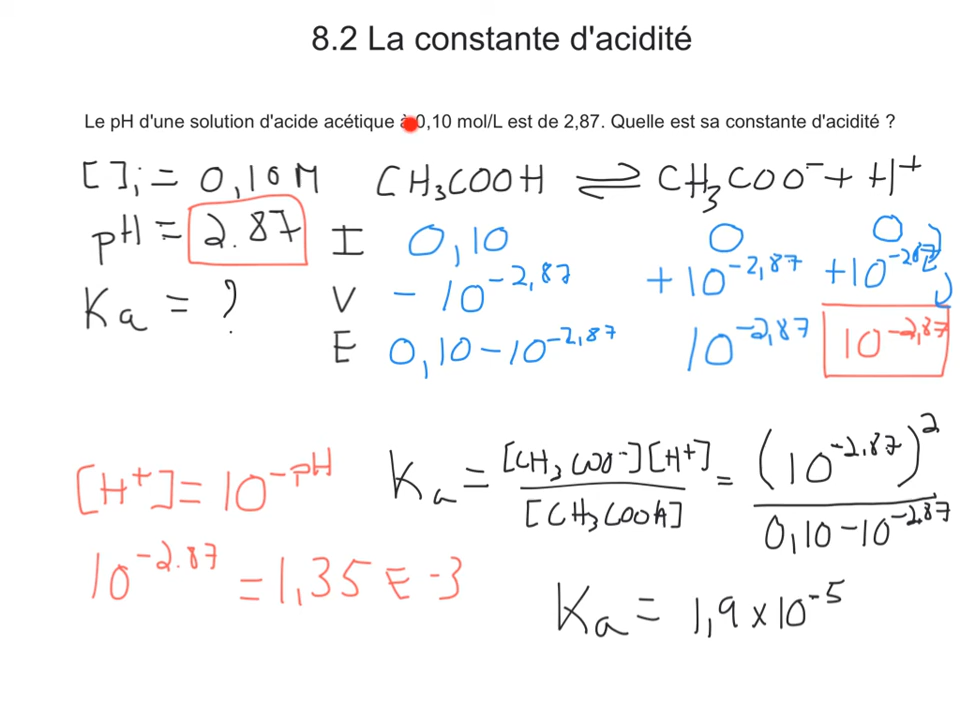 8.2 La constante d'acidité
Le pH d'une solution d'acide acétique à 0,10 mol/L est de 2,87. Quelle est sa constante d'acidité ?
[ ]i = 0,10 M CH₃COOH ⇌ CH₃COO⁻ + H⁺
pH = 2.87 I 0,10 0 0
Ka = ? V - 10^-2,87 + 10^-2,87 + 10^-2,87
E 0,10 - 10^-2,87 10^-2,87 10^-2,87
[H⁺] = 10^-pH
10^-2.87 = 1,35 E-3
Ka = [CH₃COO⁻][H⁺] / [CH₃COOH] = (10^-2,87)² / 0,10 - 10^-2,87
Ka = 1,9 x 10^-5